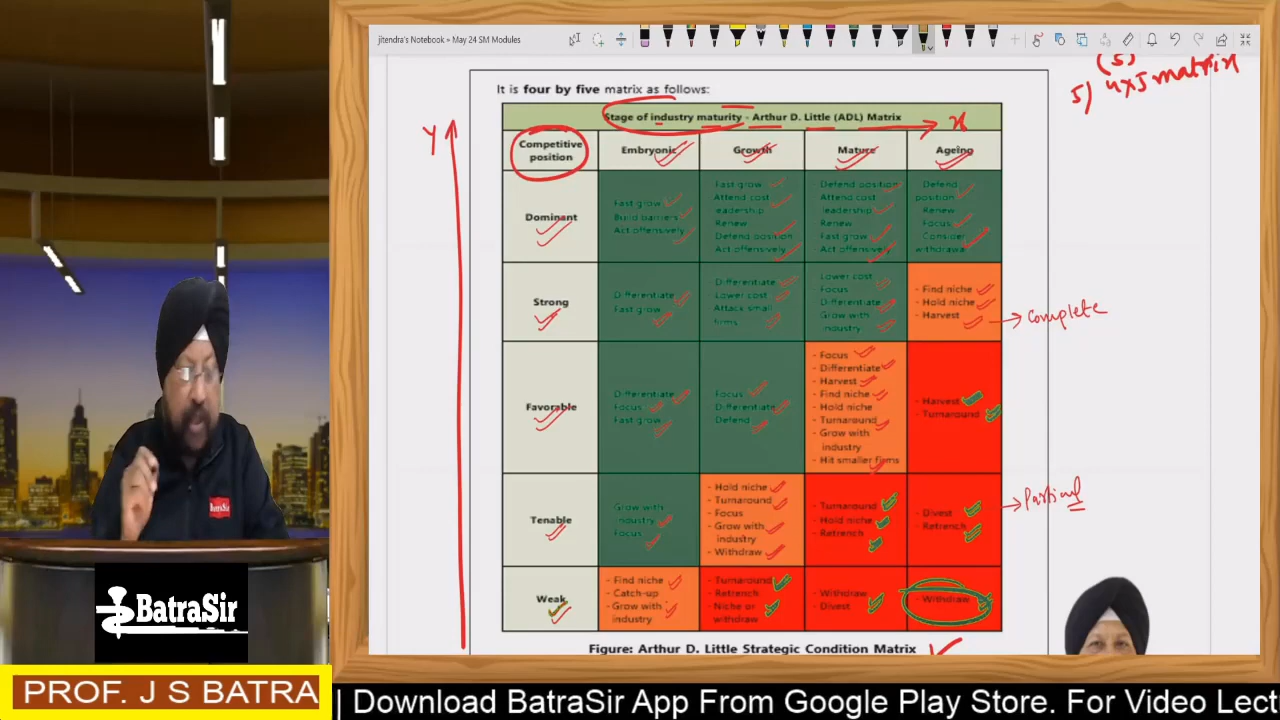 jitendra's Notebook » May 24 SM Modules
(5)
5) 4x5 matrix
It is four by five matrix as follows:
Stage of industry maturity - Arthur D. Little (ADL) Matrix
x
Y
Competitive
position
Embryonic
Growth
Mature
Ageing
Dominant
Fast grow
Build barriers
Act offensively
Fast grow
Attend cost
leadership
Renew
Defend position
Act offensively
- Defend position
Attend cost
leadership
Renew
Fast grow
Act offensively
Defend
position
Renew
Focus
Consider
withdrawal
Strong
Differentiate
Fast grow
Differentiate
Lower cost
Attack small
firms
Lower cost
Focus
Differentiate
Grow with
industry
- Find niche
- Hold niche
- Harvest
Complete
Favorable
Differentiate
Focus
Fast grow
Focus
Differentiate
Defend
- Focus
- Differentiate
- Harvest
- Find niche
- Hold niche
- Turnaround
- Grow with
industry
- Hit smaller firms
- Harvest
- Turnaround
Tenable
Grow with
industry
Focus
- Hold niche
- Turnaround
- Focus
- Grow with
industry
- Withdraw
- Turnaround
- Hold niche
- Retrench
- Divest
- Retrench
Partial
Weak
- Find niche
- Catch-up
- Grow with
industry
- Turnaround
- Retrench
- Niche or
withdraw
- Withdraw
- Divest
- Withdraw
Figure: Arthur D. Little Strategic Condition Matrix
BatraSir
BatraSir
PROF. J S BATRA
| Download BatraSir App From Google Play Store. For Video Lect